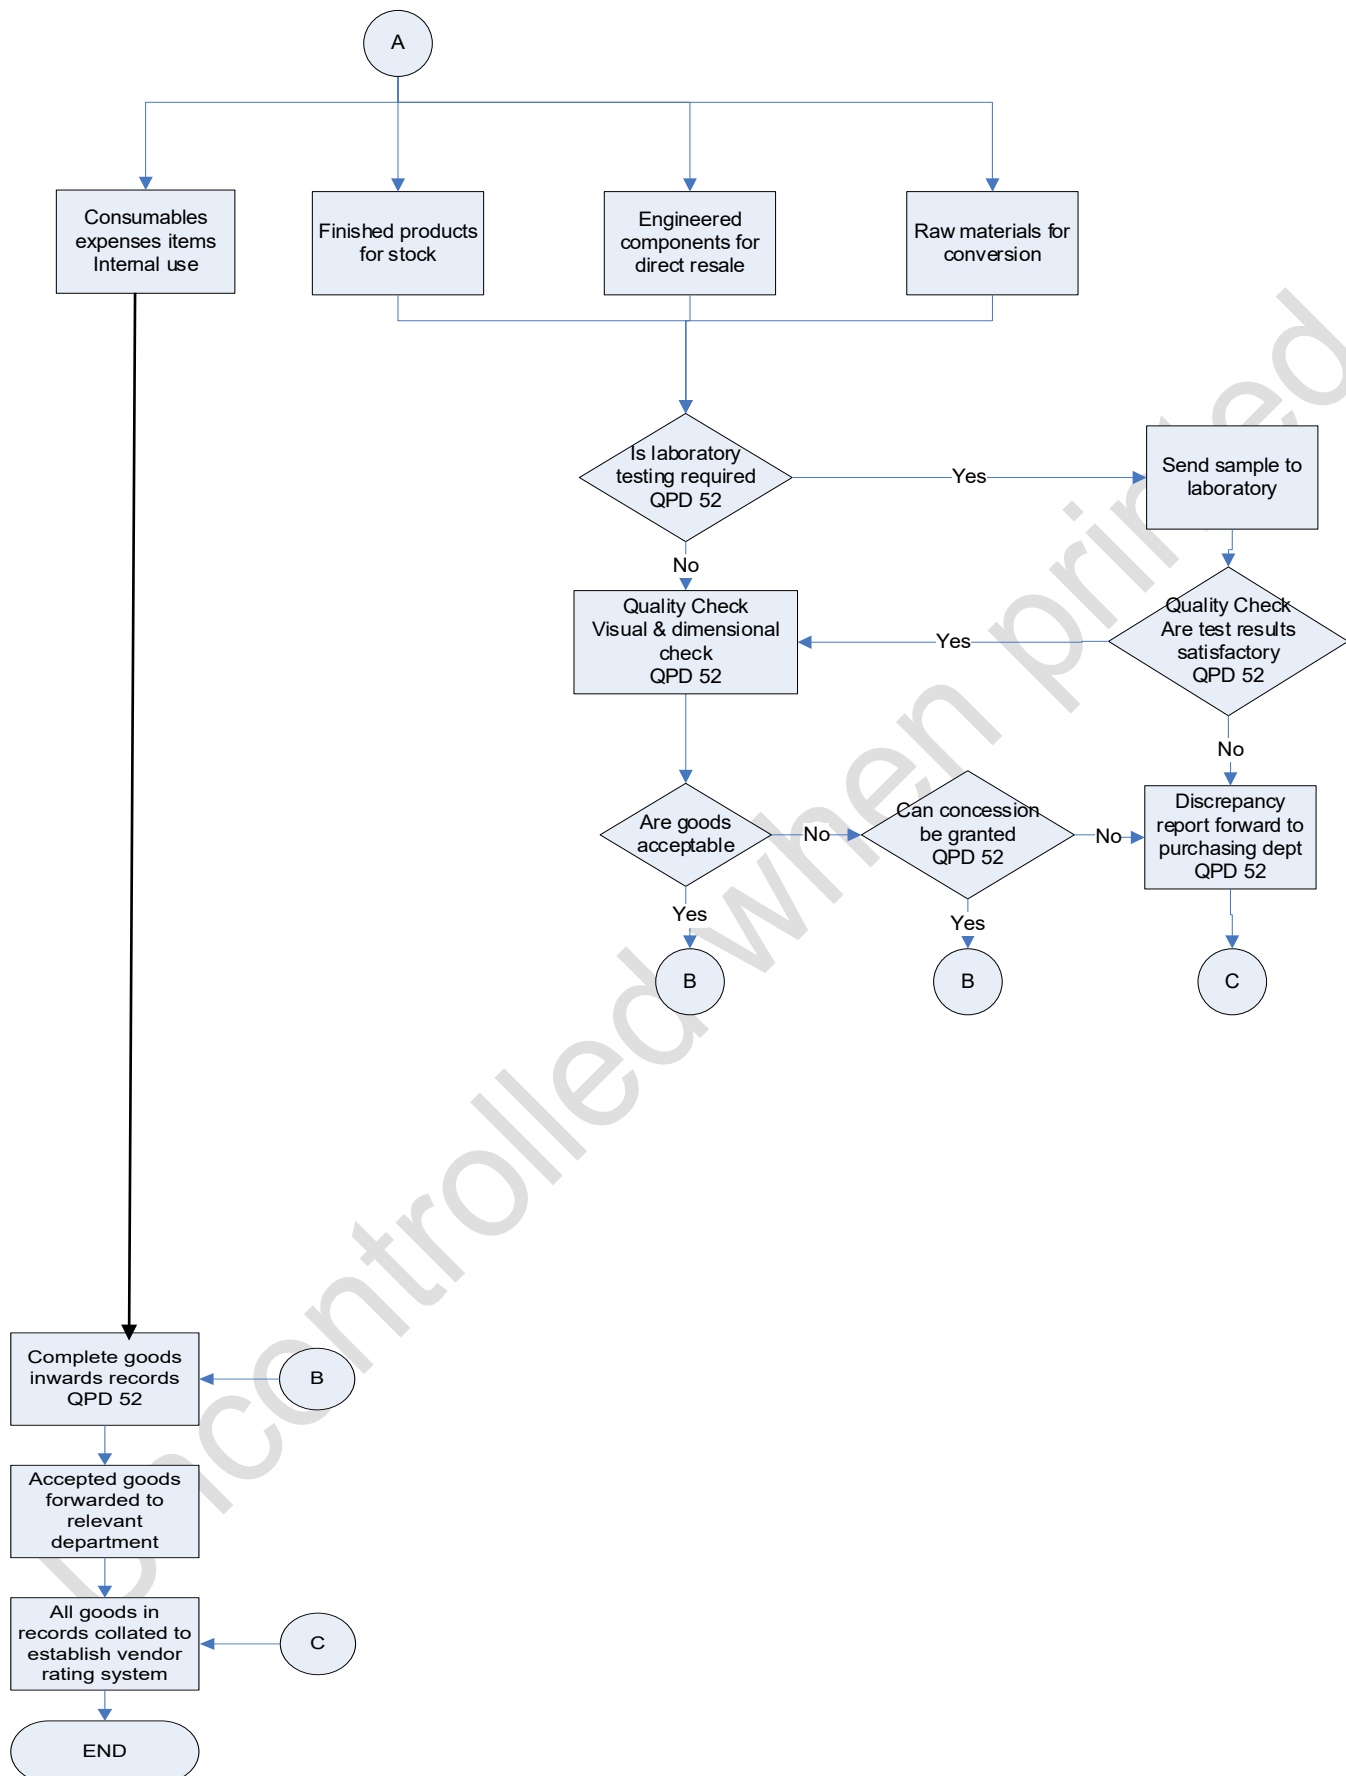 A
Consumables
expenses items
Internal use
Finished products
for stock
Engineered
components for
direct resale
Raw materials for
conversion
Is laboratory
testing required
QPD 52
Yes
Send sample to
laboratory
No
Quality Check
Visual & dimensional
check
QPD 52
Yes
Quality Check
Are test results
satisfactory
QPD 52
No
Are goods
acceptable
No
Can concession
be granted
QPD 52
No
Discrepancy
report forward to
purchasing dept
QPD 52
Yes
Yes
B
B
C
Complete goods
inwards records
QPD 52
B
Accepted goods
forwarded to
relevant
department
All goods in
records collated to
establish vendor
rating system
C
END
Uncontrolled when printed